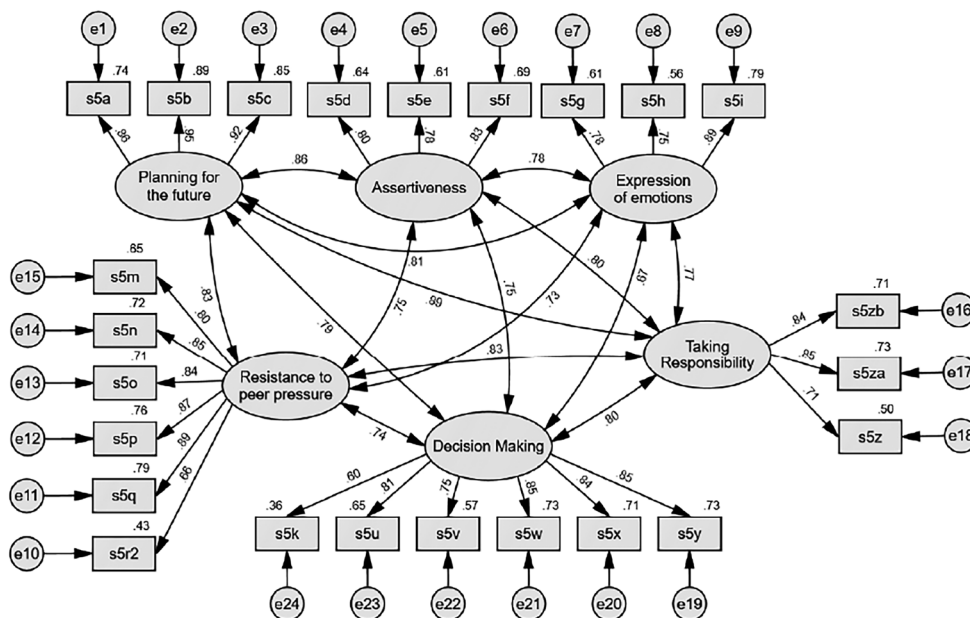 e1 e2 e3 e4 e5 e6 e7 e8 e9
.74 .89 .85 .64 .61 .69 .61 .56 .79
s5a s5b s5c s5d s5e s5f s5g s5h s5i
.86 .95 .92 .80 .78 .83 .78 .75 .89
Planning for
the future
.86
Assertiveness
.78
Expression
of emotions
.81 .80 .67 .77
.83 .79 .75 .89 .75 .73
.65
e15 s5m .80
.72
e14 s5n .85
.71
e13 s5o .84
.76
e12 s5p .87
.79
e11 s5q .89
.43
e10 s5r2 .66
Resistance to
peer pressure
.83
Taking
Responsibility
.71
.84 s5zb e16
.73
.85 s5za e17
.50
.71 s5z e18
.74
Decision Making
.80
.60 .81 .75 .85 .84 .85
.36 .65 .57 .73 .71 .73
s5k s5u s5v s5w s5x s5y
e24 e23 e22 e21 e20 e19